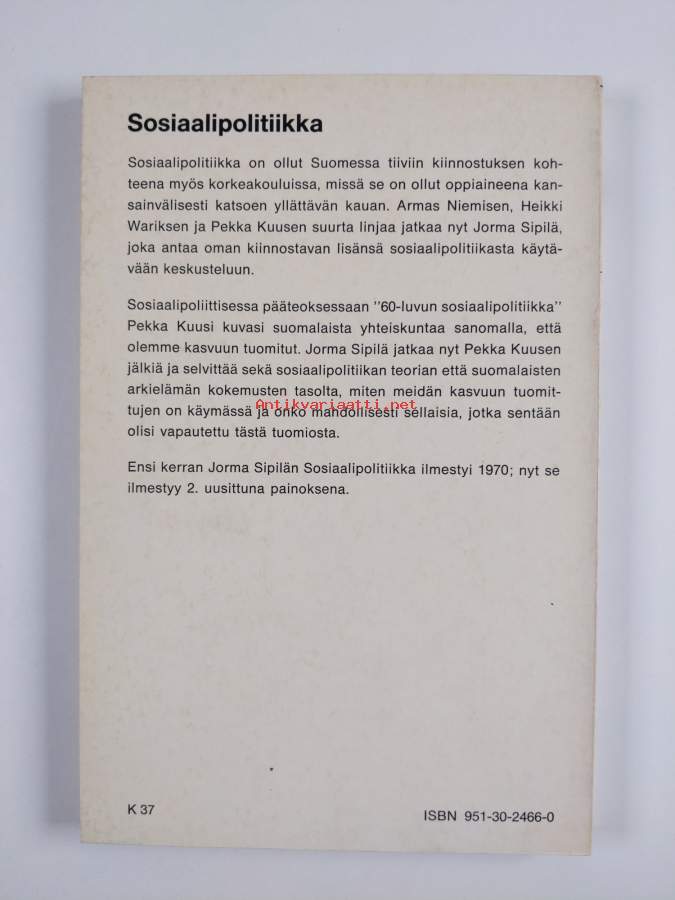 Sosiaalipolitiikka
Sosiaalipolitiikka on ollut Suomessa tiiviin kiinnostuksen koh-
teena myös korkeakouluissa, missä se on ollut oppiaineena kan-
sainvälisesti katsoen yllättävän kauan. Armas Niemisen, Heikki
Wariksen ja Pekka Kuusen suurta linjaa jatkaa nyt Jorma Sipilä,
joka antaa oman kiinnostavan lisänsä sosiaalipolitiikasta käytä-
vään keskusteluun.
Sosiaalipoliittisessa pääteoksessaan "60-luvun sosiaalipolitiikka"
Pekka Kuusi kuvasi suomalaista yhteiskuntaa sanomalla, että
olemme kasvuun tuomitut. Jorma Sipilä jatkaa nyt Pekka Kuusen
jälkiä ja selvittää sekä sosiaalipolitiikan teorian että suomalaisten
arkielämän kokemusten tasolta, miten meidän kasvuun tuomit-
tujen on käymässä ja onko mahdollisesti sellaisia, jotka sentään
Antikvariaatti.net
olisi vapautettu tästä tuomiosta.
Ensi kerran Jorma Sipilän Sosiaalipolitiikka ilmestyi 1970; nyt se
ilmestyy 2. uusittuna painoksena.
K 37
ISBN 951-30-2466-0